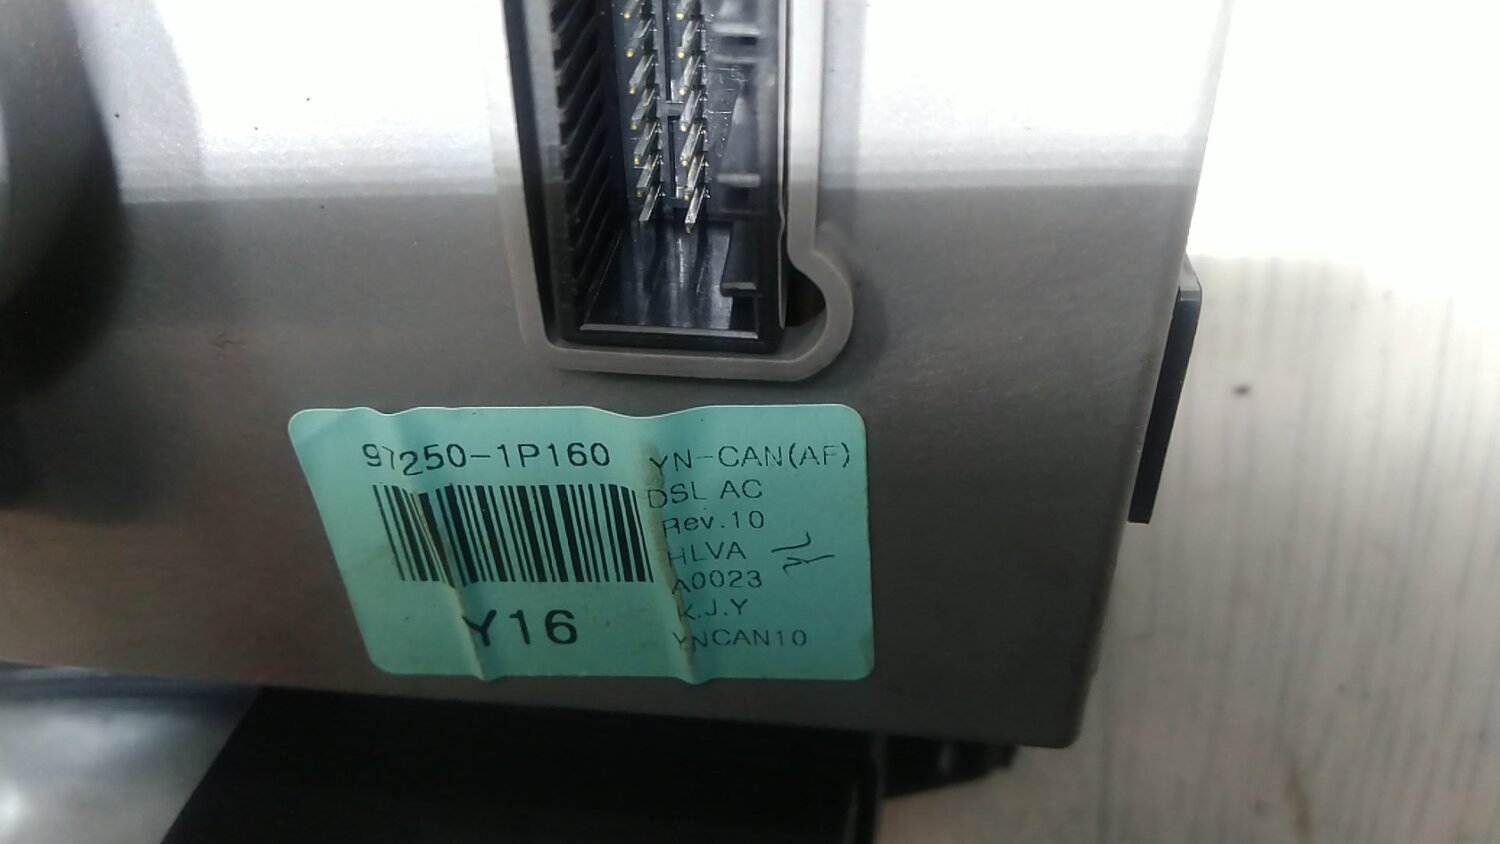 97250-1P160
Y16
YN-CAN(AF)
DSL AC
Rev.10
HLVA
A0023
K.J.Y
YNCAN10